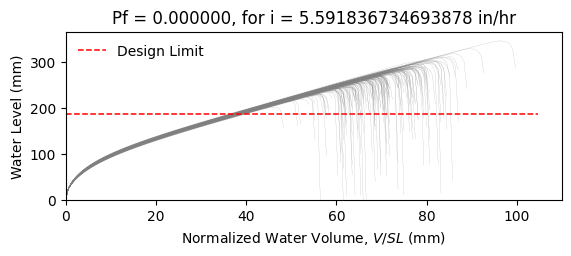 Pf = 0.000000, for i = 5.591836734693878 in/hr
Water Level (mm)
300
200
100
0
Design Limit
0 20 40 60 80 100
Normalized Water Volume, V/SL (mm)